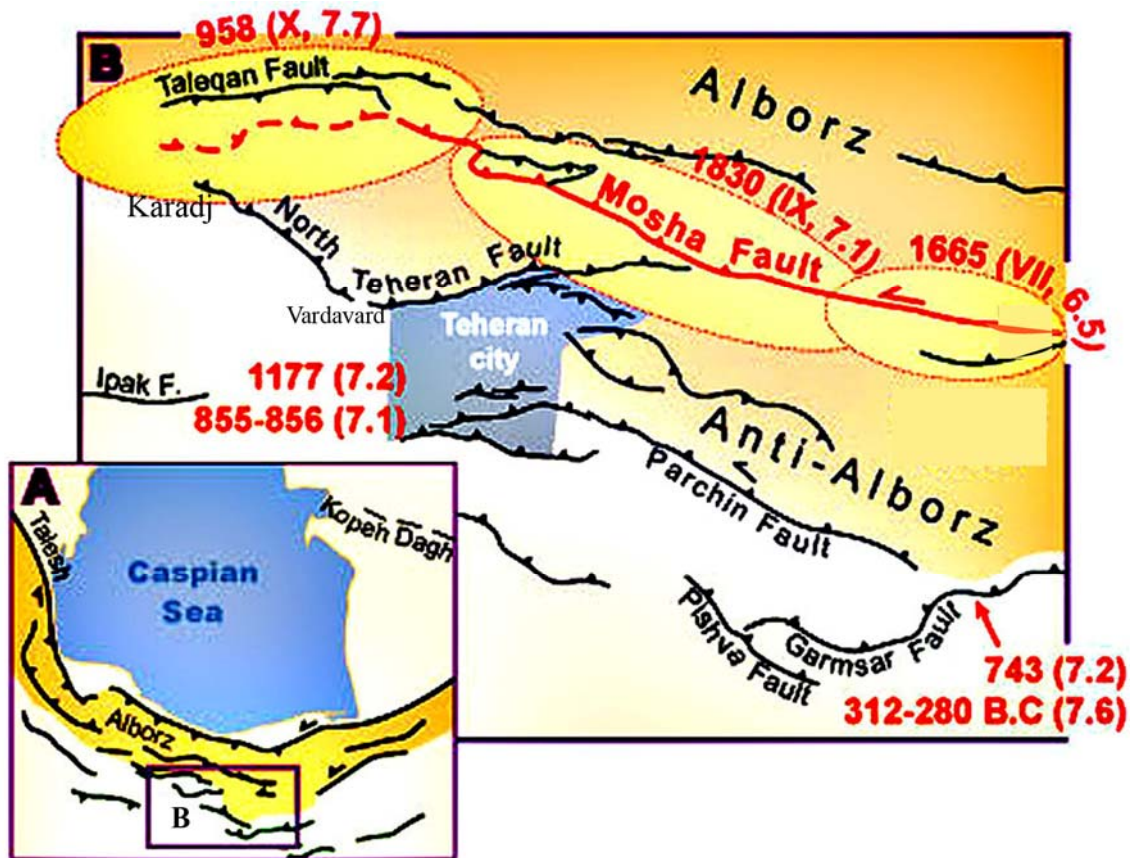 958 (X, 7.7)
B
Taleqan Fault
Alborz
1830 (IX, 7.1)
Mosha Fault
1665 (VII, 6.5)
Karadj
North
Teheran Fault
Vardavard
Teheran
city
Ipak F.
1177 (7.2)
855-856 (7.1)
Anti-Alborz
Parchin Fault
Pishva Fault
Garmsar Fault
743 (7.2)
312-280 B.C (7.6)
A
Talesh
Caspian
Sea
Kopeh Dagh
Alborz
B